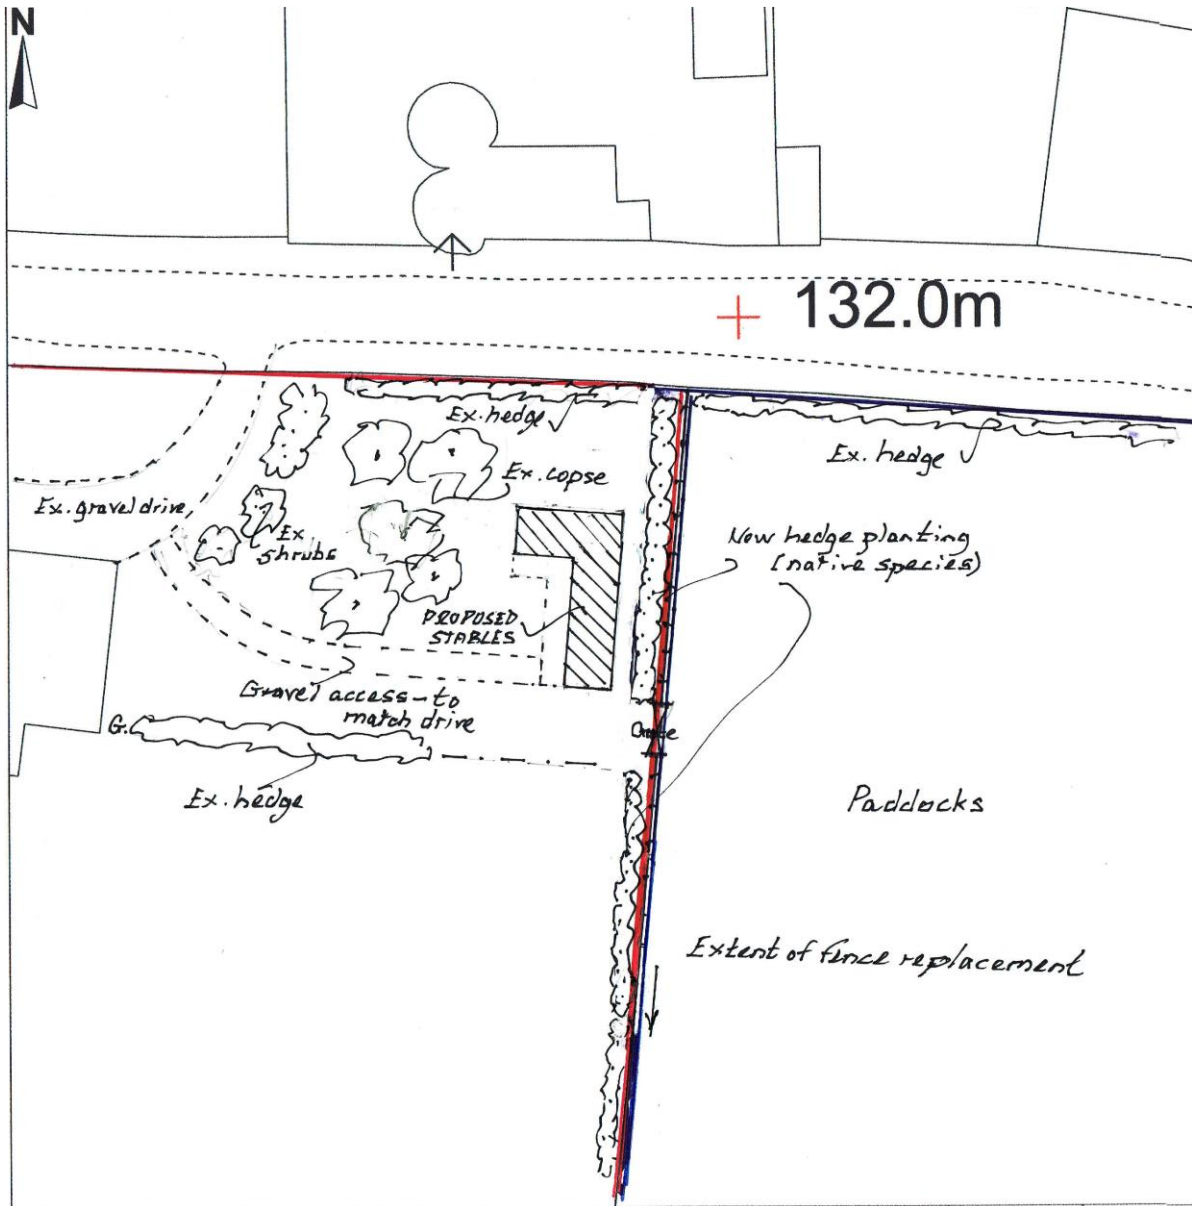 N
132.0m
Ex. hedge
Ex. hedge
Ex. copse
Ex. gravel drive
Ex
shrubs
New hedge planting
(native species)
PROPOSED
STABLES
Gravel access - to
match drive
G.
Gate
Ex. hedge
Paddocks
Extent of fence replacement